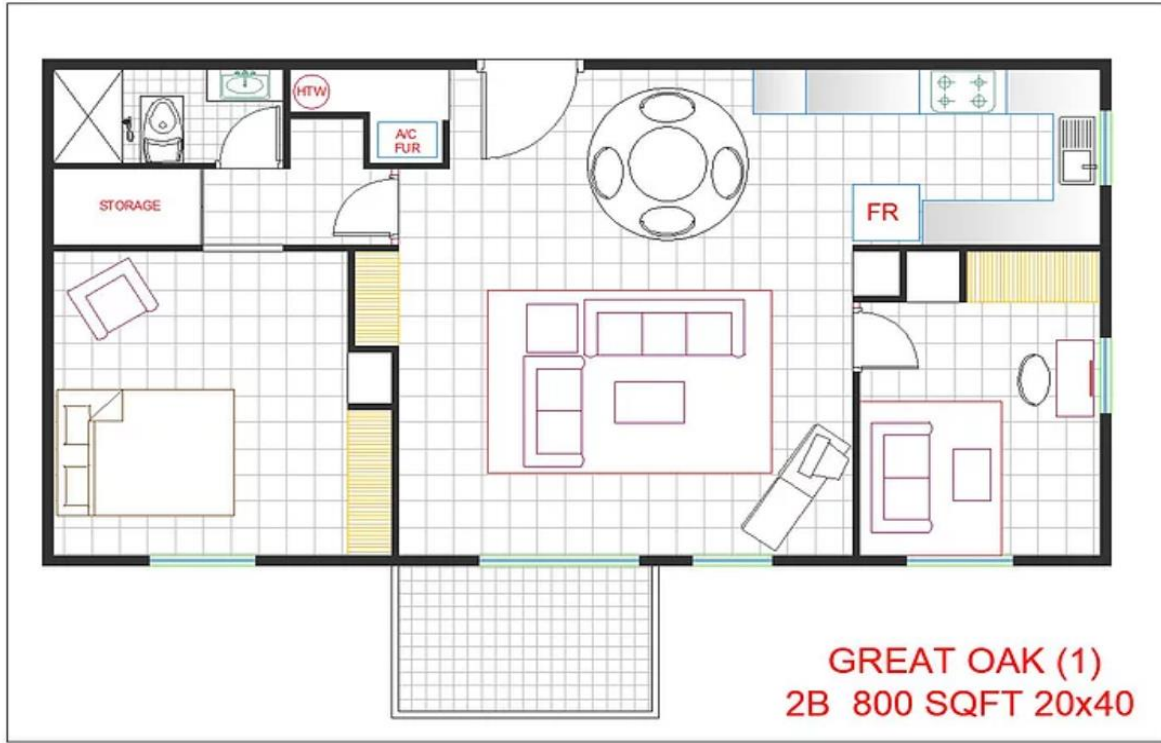 HTW
A/C
FUR
STORAGE
FR
GREAT OAK (1)
2B 800 SQFT 20x40